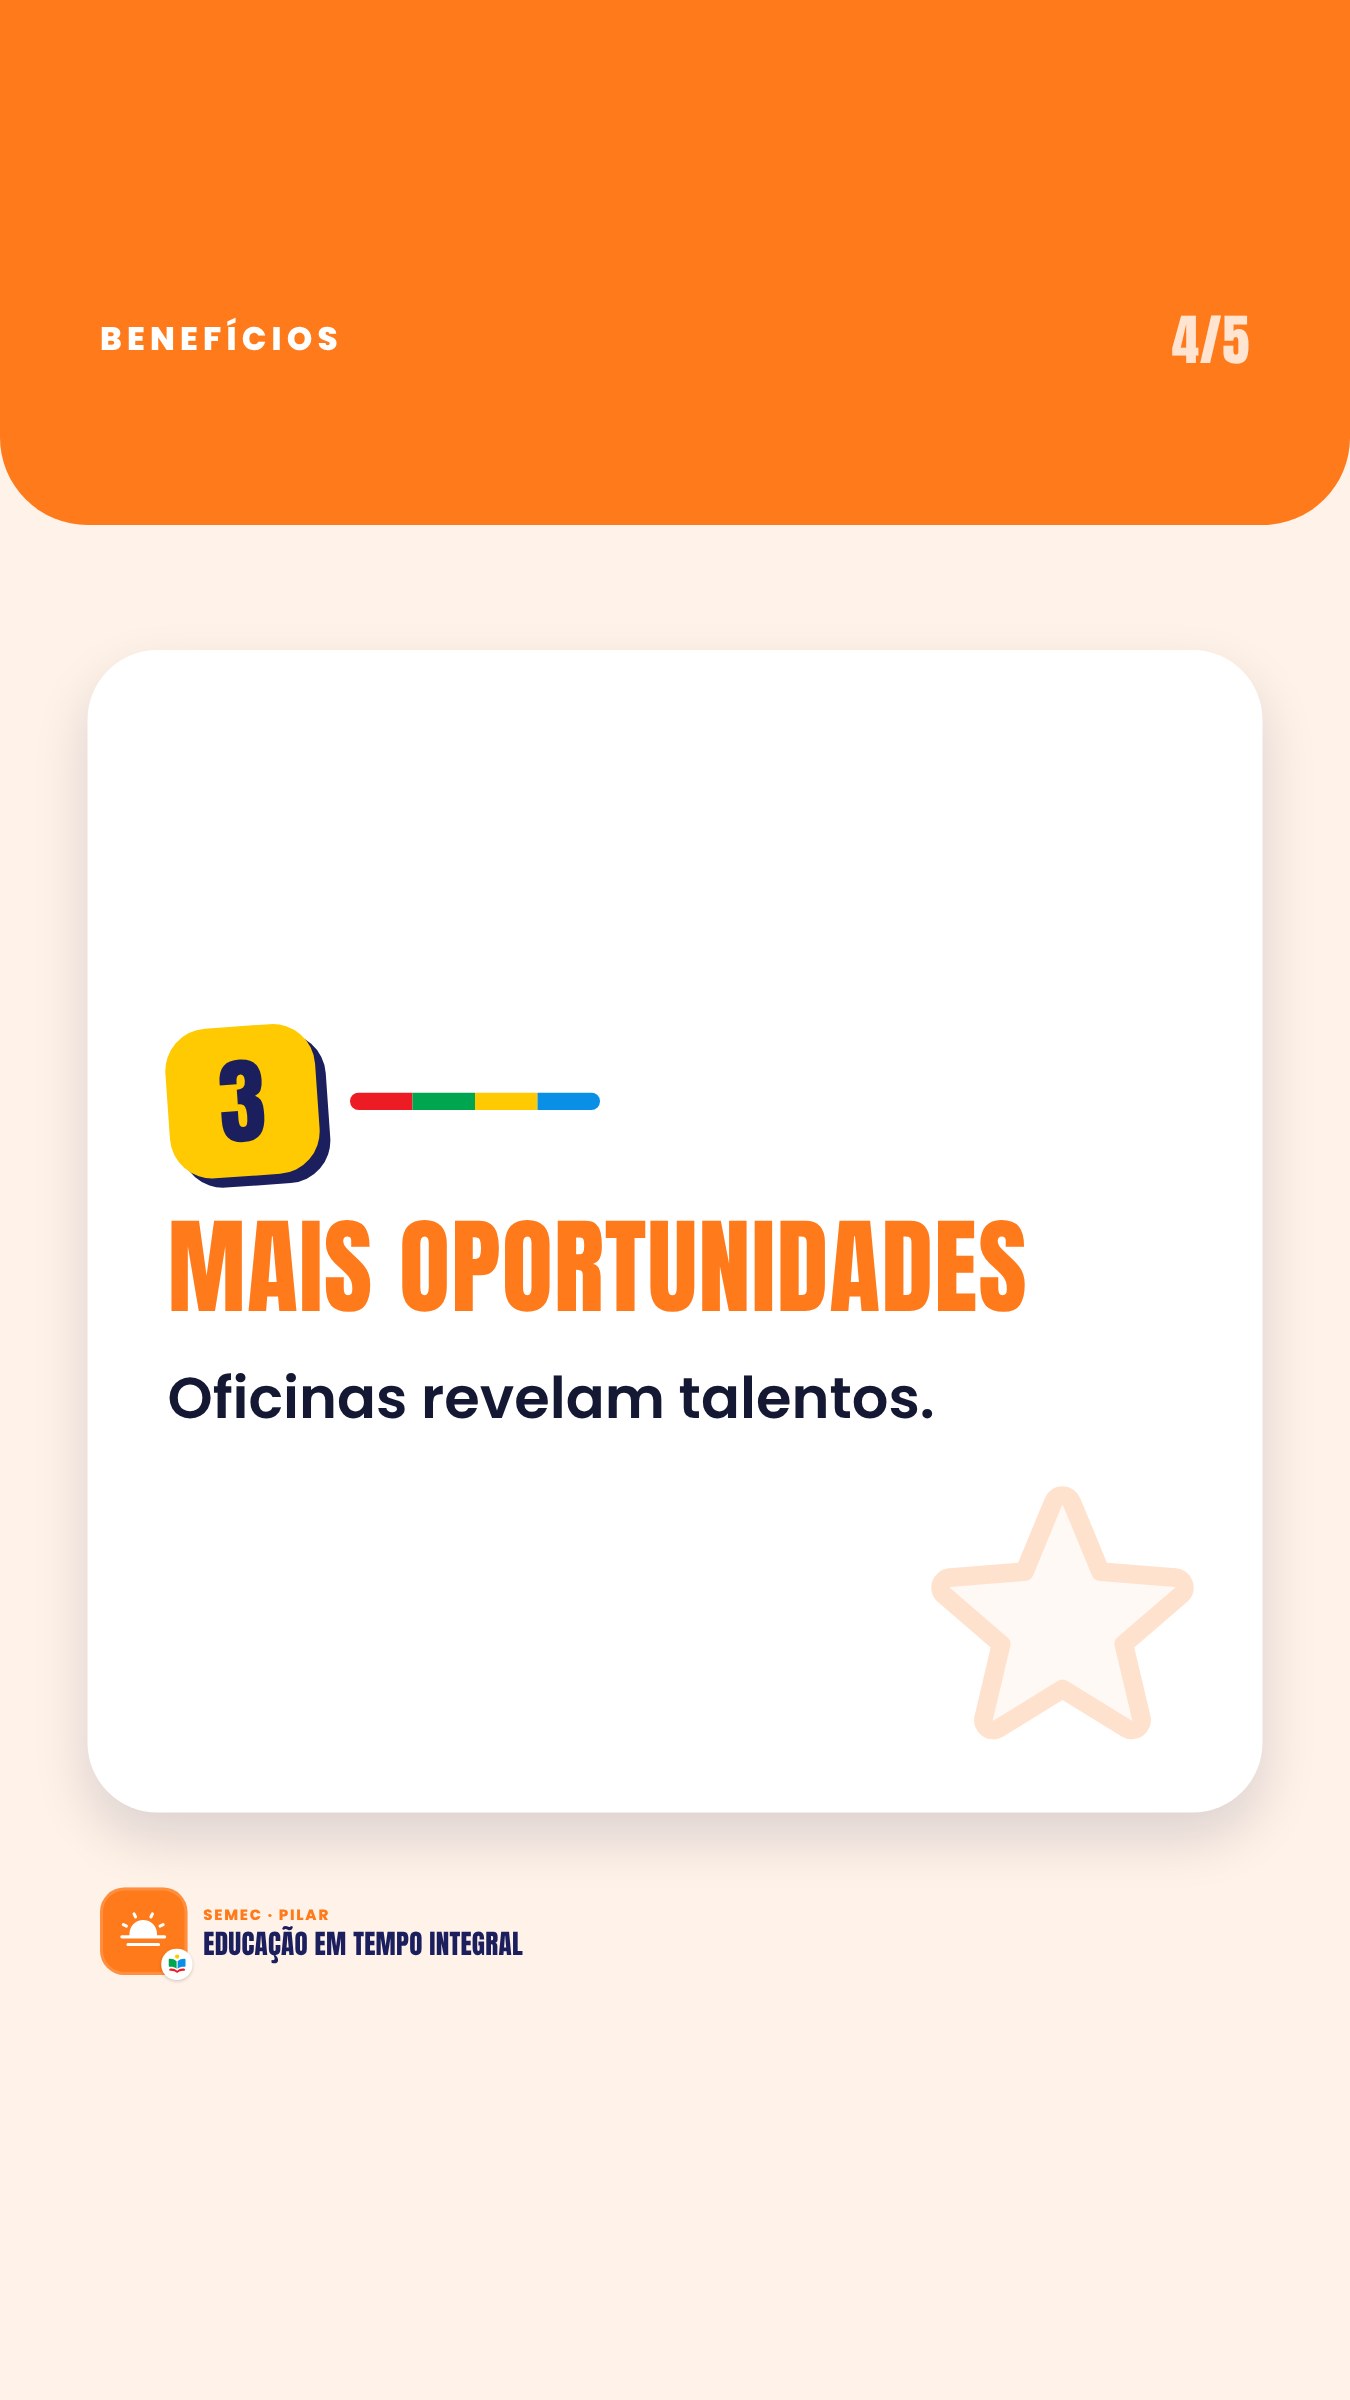 BENEFÍCIOS
4/5
3
MAIS OPORTUNIDADES
Oficinas revelam talentos.
SEMEC · PILAR
EDUCAÇÃO EM TEMPO INTEGRAL